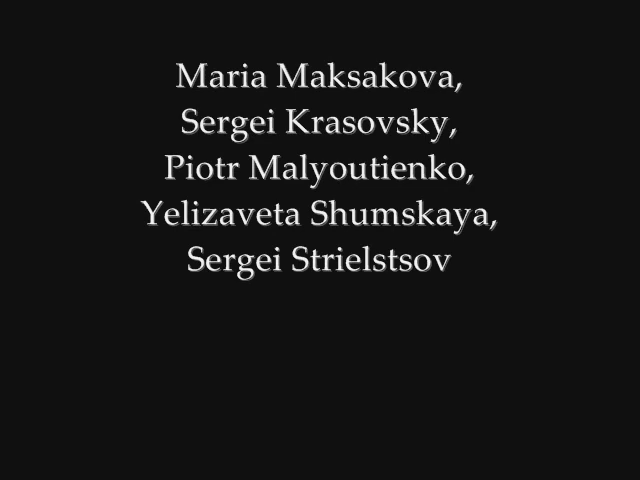 Maria Maksakova,
Sergei Krasovsky,
Piotr Malyoutienko,
Yelizaveta Shumskaya,
Sergei Strielstsov